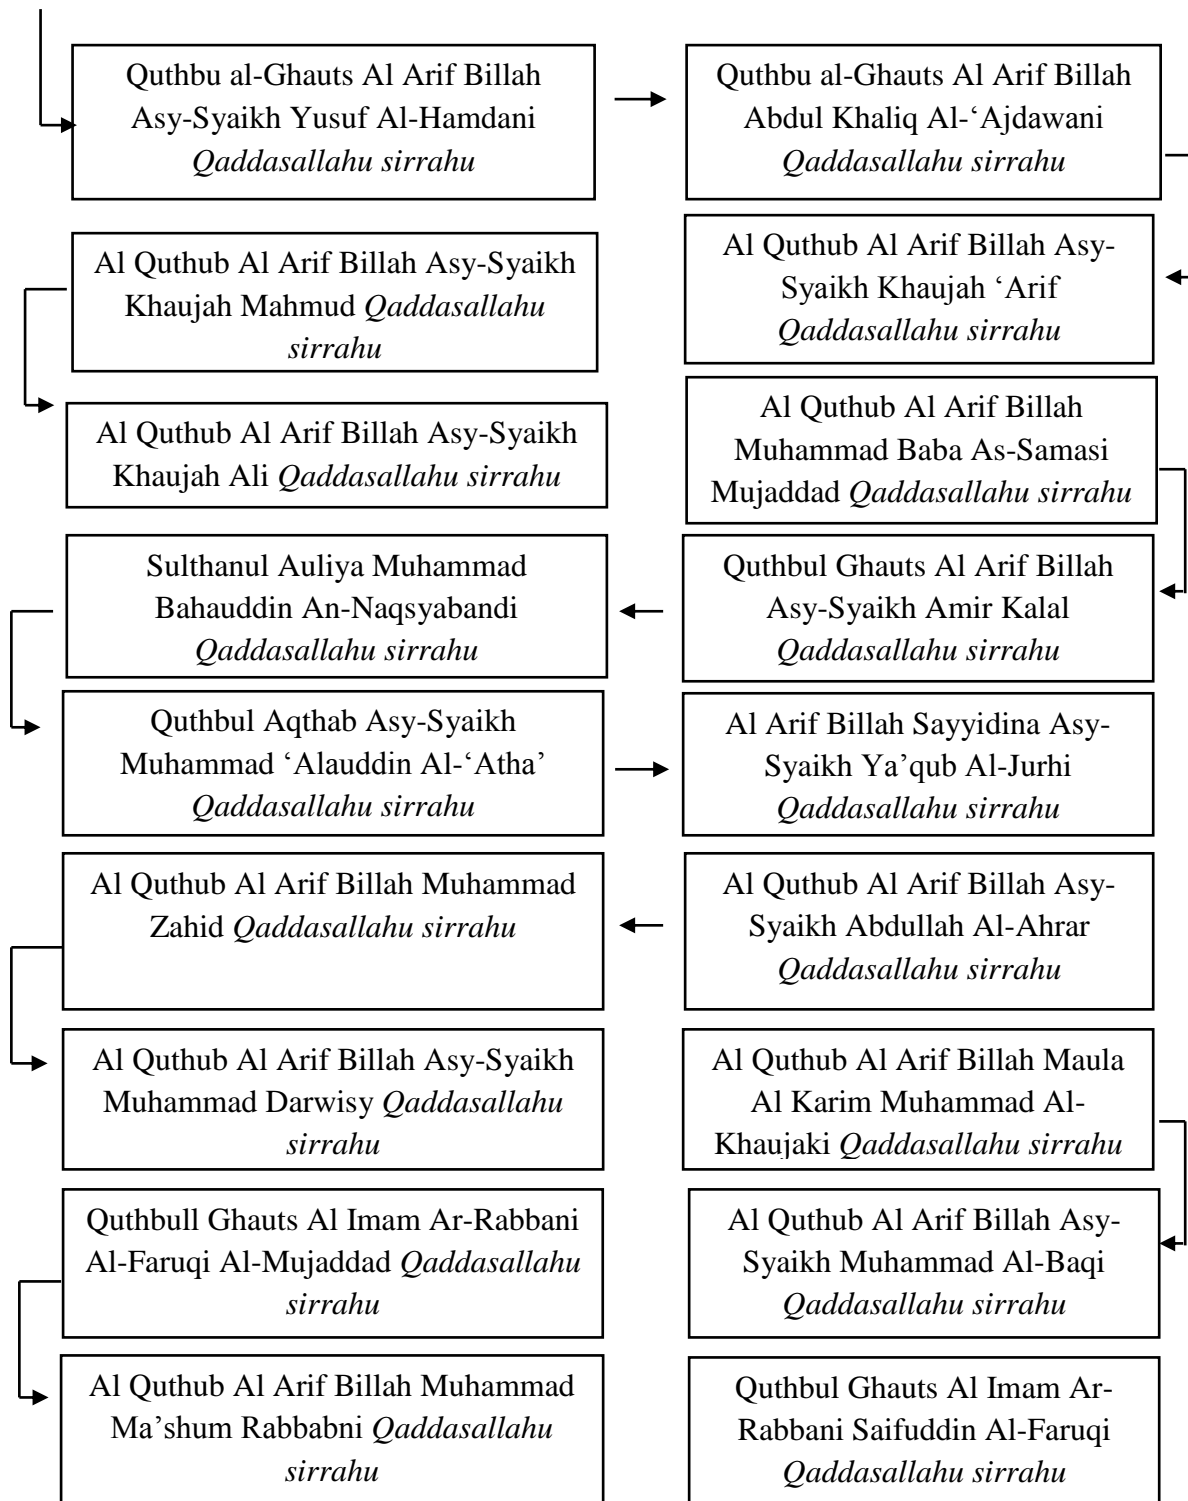 Quthbu al-Ghauts Al Arif Billah
Asy-Syaikh Yusuf Al-Hamdani
Qaddasallahu sirrahu
Quthbu al-Ghauts Al Arif Billah
Abdul Khaliq Al-‘Ajdawani
Qaddasallahu sirrahu
Al Quthub Al Arif Billah Asy-Syaikh
Khaujah Mahmud Qaddasallahu
sirrahu
Al Quthub Al Arif Billah Asy-
Syaikh Khaujah ‘Arif
Qaddasallahu sirrahu
Al Quthub Al Arif Billah Asy-Syaikh
Khaujah Ali Qaddasallahu sirrahu
Al Quthub Al Arif Billah
Muhammad Baba As-Samasi
Mujaddad Qaddasallahu sirrahu
Sulthanul Auliya Muhammad
Bahauddin An-Naqsyabandi
Qaddasallahu sirrahu
Quthbul Ghauts Al Arif Billah
Asy-Syaikh Amir Kalal
Qaddasallahu sirrahu
Quthbul Aqthab Asy-Syaikh
Muhammad ‘Alauddin Al-‘Atha’
Qaddasallahu sirrahu
Al Arif Billah Sayyidina Asy-
Syaikh Ya’qub Al-Jurhi
Qaddasallahu sirrahu
Al Quthub Al Arif Billah Muhammad
Zahid Qaddasallahu sirrahu
Al Quthub Al Arif Billah Asy-
Syaikh Abdullah Al-Ahrar
Qaddasallahu sirrahu
Al Quthub Al Arif Billah Asy-Syaikh
Muhammad Darwisy Qaddasallahu
sirrahu
Al Quthub Al Arif Billah Maula
Al Karim Muhammad Al-
Khaujaki Qaddasallahu sirrahu
Quthbull Ghauts Al Imam Ar-Rabbani
Al-Faruqi Al-Mujaddad Qaddasallahu
sirrahu
Al Quthub Al Arif Billah Asy-
Syaikh Muhammad Al-Baqi
Qaddasallahu sirrahu
Al Quthub Al Arif Billah Muhammad
Ma’shum Rabbabni Qaddasallahu
sirrahu
Quthbul Ghauts Al Imam Ar-
Rabbani Saifuddin Al-Faruqi
Qaddasallahu sirrahu